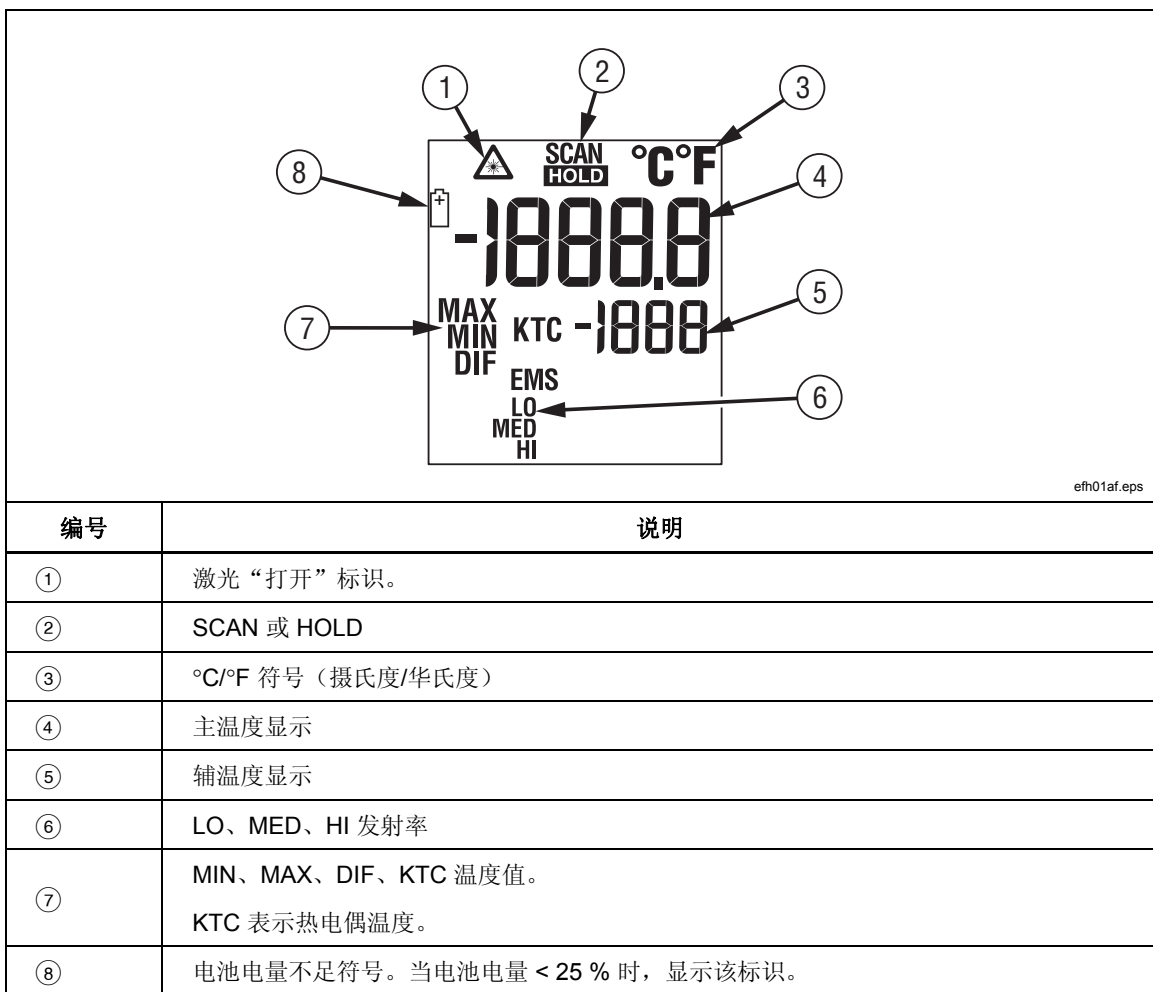 1
2
3
SCAN
HOLD
°C°F
8
+
4
-1888.8
5
MAX
MIN
DIF
KTC -1888
7
EMS
LO
MED
HI
6
efh01af.eps
编号 说明
① 激光“打开”标识。
② SCAN 或 HOLD
③ °C/°F 符号（摄氏度/华氏度）
④ 主温度显示
⑤ 辅温度显示
⑥ LO、MED、HI 发射率
⑦ MIN、MAX、DIF、KTC 温度值。
KTC 表示热电偶温度。
⑧ 电池电量不足符号。当电池电量 < 25 % 时，显示该标识。